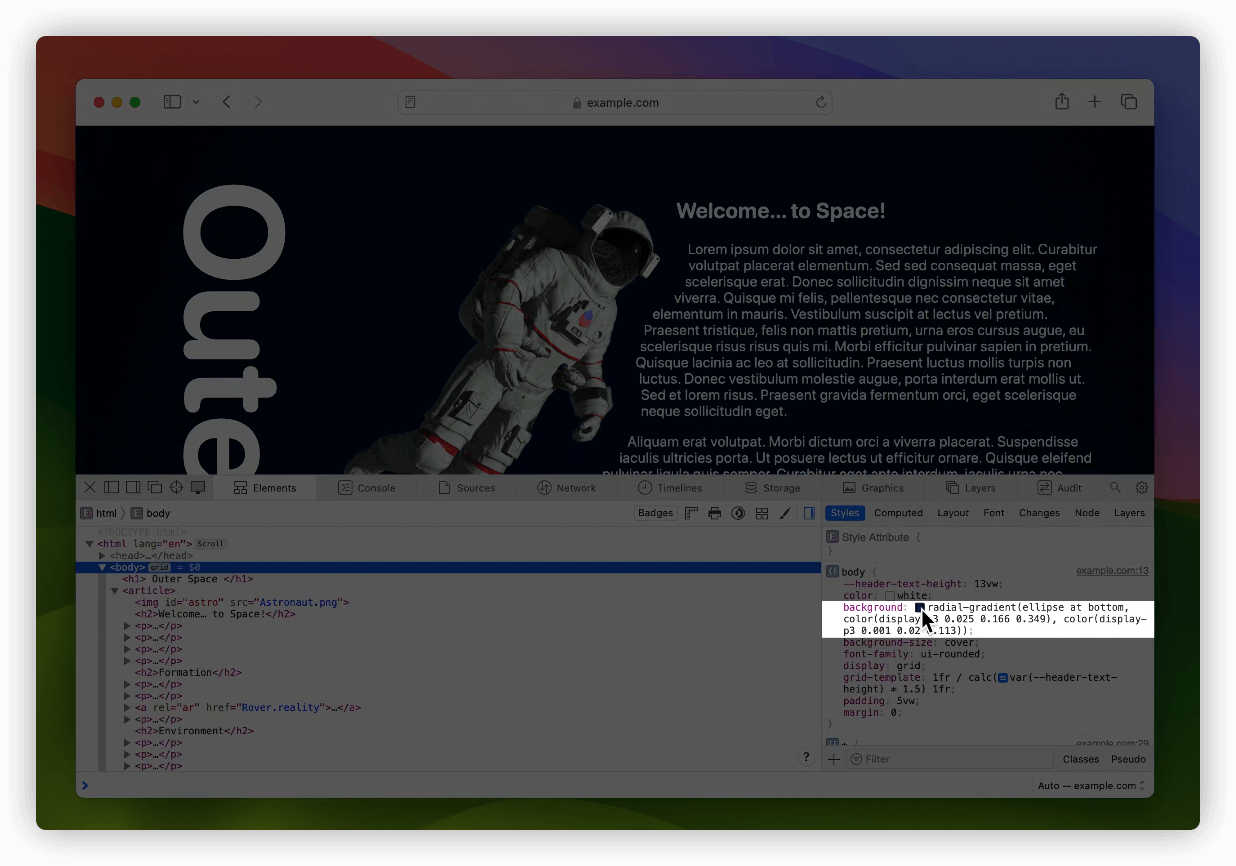 example.com
Oute
Welcome... to Space!
Lorem ipsum dolor sit amet, consectetur adipiscing elit. Curabitur
volutpat placerat elementum. Sed sed consequat massa, eget
scelerisque erat. Donec sollicitudin dignissim neque sit amet
viverra. Quisque mi felis, pellentesque nec consectetur vitae,
elementum in mauris. Vestibulum suscipit at lectus vel pretium.
Praesent tristique, felis non mattis pretium, urna eros cursus augue, eu
scelerisque risus risus quis mi. Morbi efficitur pulvinar sapien in pretium.
Quisque lacinia ac leo at sollicitudin. Praesent luctus mollis turpis non
luctus. Donec vestibulum molestie augue, porta interdum erat mollis ut.
Sed et lorem risus. Praesent gravida fermentum orci, eget scelerisque
neque sollicitudin eget.
Aliquam erat volutpat. Morbi dictum orci a viverra placerat. Suspendisse
iaculis ultricies porta. Ut posuere lectus ut efficitur ornare. Quisque eleifend
pulvinar ligula quis semper. Curabitur eget ante interdum, iaculis urna nec,
Elements Console Sources Network Timelines Storage Graphics Layers Audit
E html 〉 E body
Badges
Styles Computed Layout Font Changes Node Layers
<!DOCTYPE html>
<html lang="en"> Scroll
<head>…</head>
<body> grid = $0
<h1> Outer Space </h1>
<article>
<img id="astro" src="Astronaut.png">
<h2>Welcome… to Space!</h2>
<p>…</p>
<p>…</p>
<p>…</p>
<p>…</p>
<h2>Formation</h2>
<p>…</p>
<p>…</p>
<a rel="ar" href="Rover.reality">…</a>
<p>…</p>
<h2>Environment</h2>
<p>…</p>
<p>…</p>
<p>…</p>
?
E Style Attribute {
}
body { example.com:13
--header-text-height: 13vw;
color: white;
background: radial-gradient(ellipse at bottom,
color(display 3 0.025 0.166 0.349), color(display-
p3 0.001 0.02 .113));
background-size: cover;
font-family: ui-rounded;
display: grid;
grid-template: 1fr / calc(var(--header-text-
height) * 1.5) 1fr;
padding: 5vw;
margin: 0;
}
* { example.com:29
Filter
Classes Pseudo
Auto — example.com